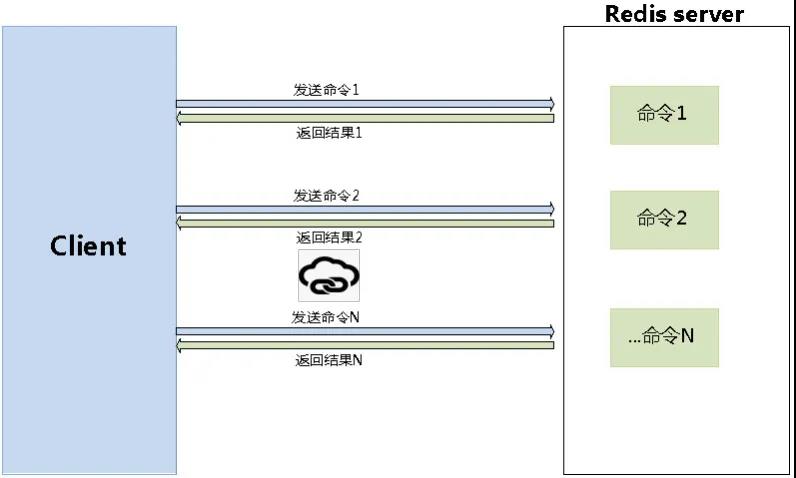 Redis server
发送命令1
返回结果1
命令1
发送命令2
返回结果2
命令2
Client
发送命令N
返回结果N
...命令N